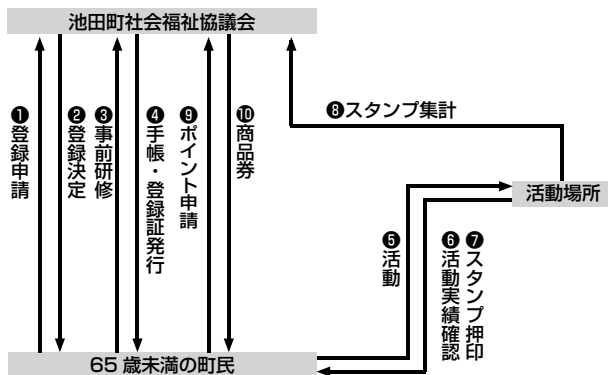 池田町社会福祉協議会
❶登録申請
❷登録決定
❸事前研修
❹手帳・登録証発行
❾ポイント申請
❿商品券
❽スタンプ集計
活動場所
❺活動
❻活動実績確認
❼スタンプ押印
65歳未満の町民